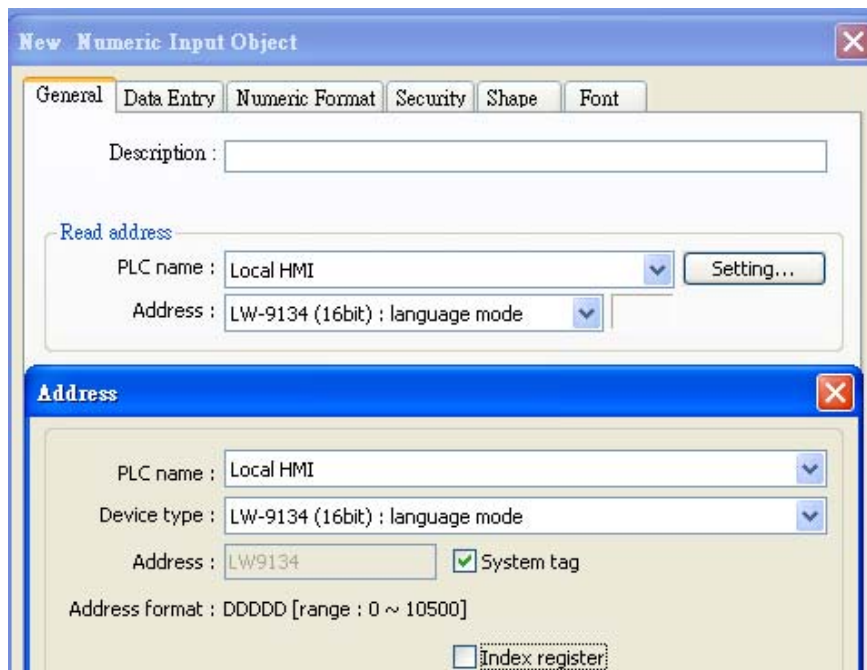 New Numeric Input Object
General Data Entry Numeric Format Security Shape Font
Description :
Read address
PLC name : Local HMI Setting...
Address : LW-9134 (16bit) : language mode
Address
PLC name : Local HMI
Device type : LW-9134 (16bit) : language mode
Address : LW9134 System tag
Address format : DDDDD [range : 0 ~ 10500]
Index register